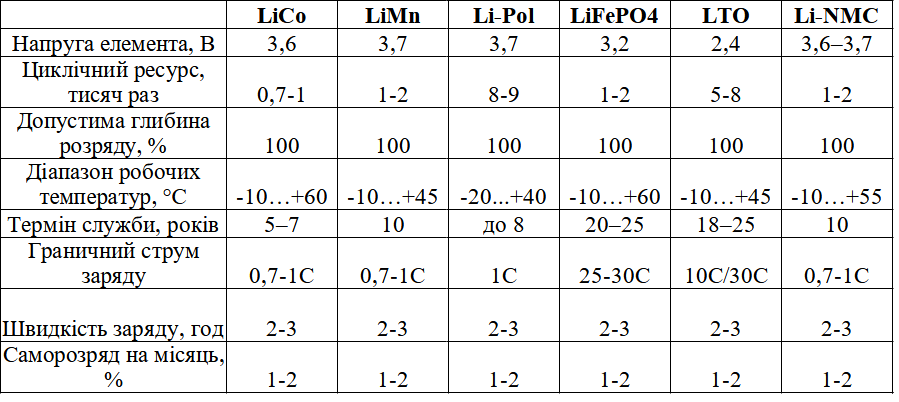 LiCo LiMn Li-Pol LiFePO4 LTO Li-NMC
Напруга елемента, В 3,6 3,7 3,7 3,2 2,4 3,6–3,7
Циклічний ресурс,
тисяч раз 0,7-1 1-2 8-9 1-2 5-8 1-2
Допустима глибина
розряду, % 100 100 100 100 100 100
Діапазон робочих
температур, °C -10…+60 -10…+45 -20...+40 -10…+60 -10…+45 -10…+55
Термін служби, років 5–7 10 до 8 20–25 18–25 10
Граничний струм
заряду 0,7-1C 0,7-1C 1C 25-30C 10C/30C 0,7-1C
Швидкість заряду, год 2-3 2-3 2-3 2-3 2-3 2-3
Саморозряд на місяць,
% 1-2 1-2 1-2 1-2 1-2 1-2